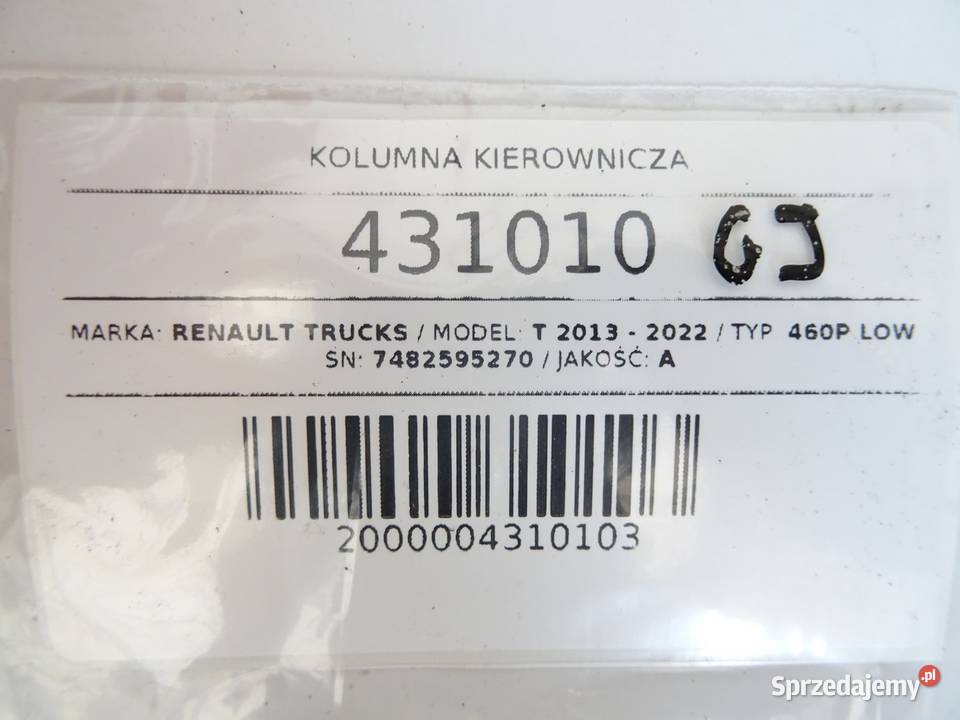 KOLUMNA KIEROWNICZA
431010 GJ
MARKA: RENAULT TRUCKS / MODEL: T 2013 - 2022 / TYP 460P LOW
SN: 7482595270 / JAKOŚĆ: A
2000004310103
Sprzedajemy.pl